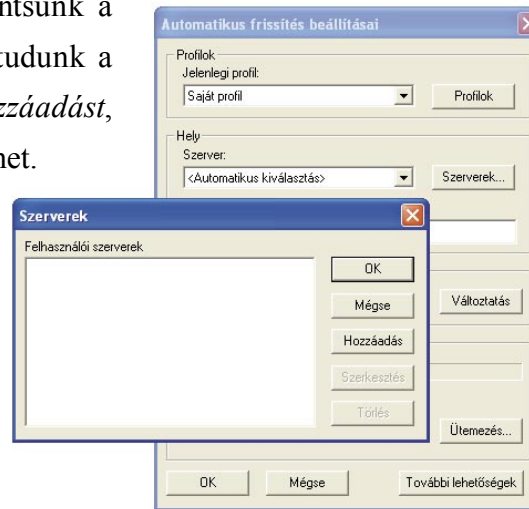 ntsunk a
tudunk a
zzáadást,
net.
Automatikus frissítés beállításai
Profilok
Jelenlegi profil:
Saját profil
Profilok
Hely
Szerver:
<Automatikus kiválasztás>
Szerverek...
Szerverek
Felhasználói szerverek
OK
Mégse
Hozzáadás
Szerkesztés
Törlés
Változtatás
Ütemezés...
OK
Mégse
További lehetőségek